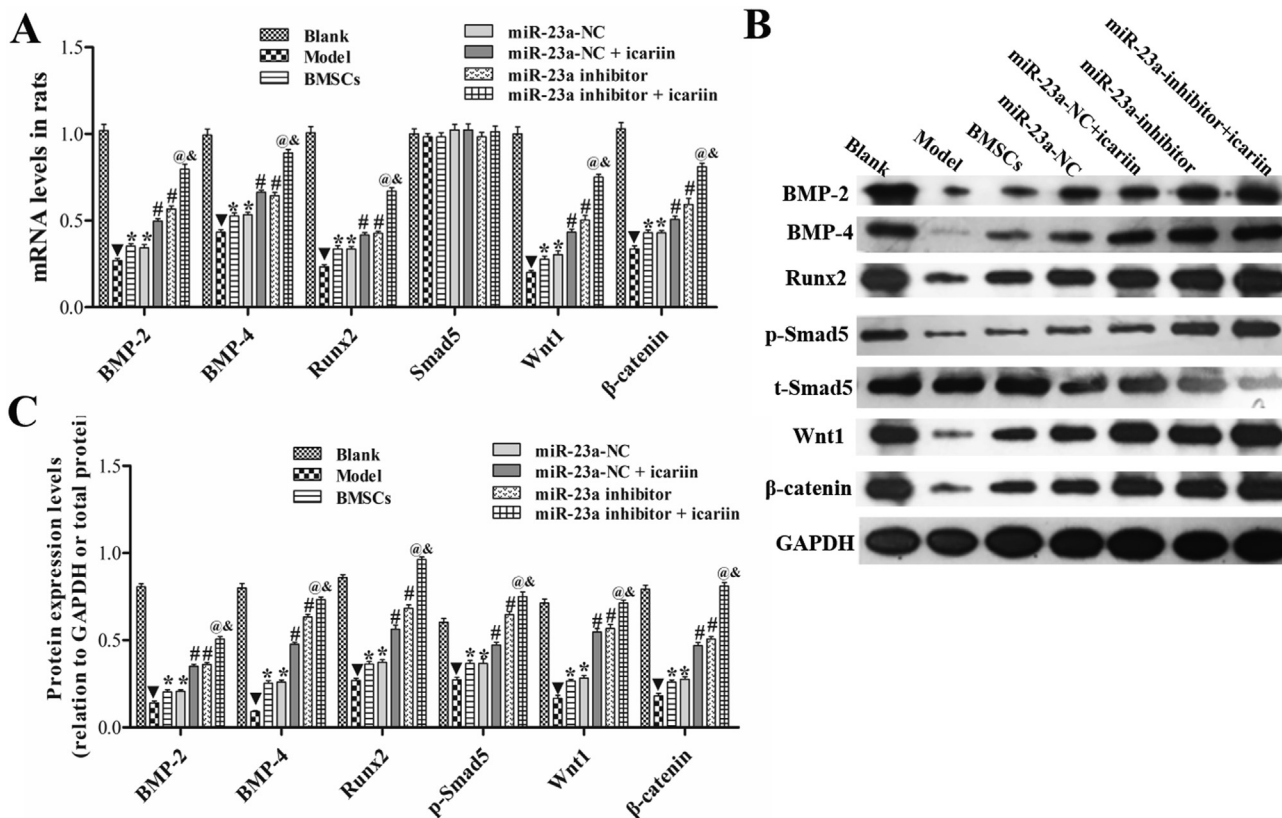 A
1.5
1.0
0.5
0.0
mRNA levels in rats
Blank
Model
BMSCs
miR-23a-NC
miR-23a-NC + icariin
miR-23a inhibitor
miR-23a inhibitor + icariin
▼ * * # # @&
▼ * * # # @&
▼ * * # # @&
▼ * * # # @&
▼ * * # # @&
BMP-2
BMP-4
Runx2
Smad5
Wnt1
β-catenin
B
Blank
Model
BMSCs
miR-23a-NC
miR-23a-NC+icariin
miR-23a-inhibitor
miR-23a-inhibitor+icariin
BMP-2
BMP-4
Runx2
p-Smad5
t-Smad5
Wnt1
β-catenin
GAPDH
C
1.5
1.0
0.5
0.0
Protein expression levels
(relation to GAPDH or total protein
Blank
Model
BMSCs
miR-23a-NC
miR-23a-NC + icariin
miR-23a inhibitor
miR-23a inhibitor + icariin
▼ * * ## @&
▼ * * # # @&
▼ * * # # @&
▼ * * # # @&
▼ * * # # @&
▼ * * # # @&
BMP-2
BMP-4
Runx2
p-Smad5
Wnt1
β-catenin